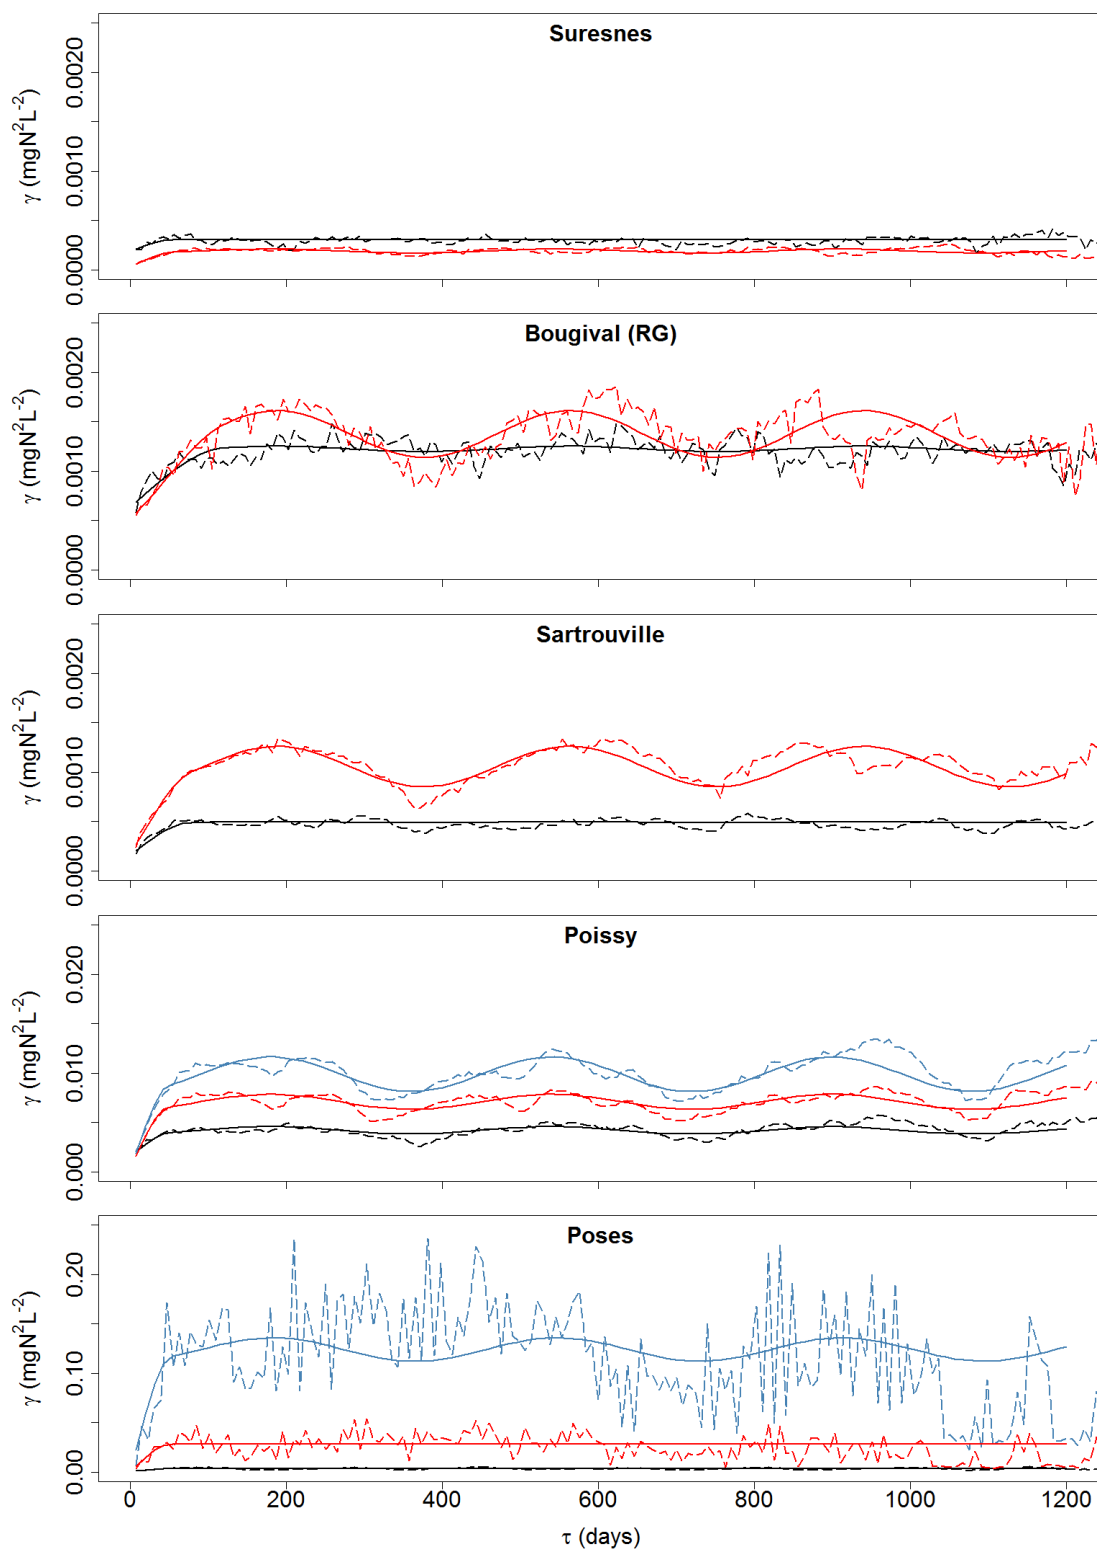 Suresnes
γ (mgN²L⁻²)
0.0020
0.0010
0.0000
Bougival (RG)
γ (mgN²L⁻²)
0.0020
0.0010
0.0000
Sartrouville
γ (mgN²L⁻²)
0.0020
0.0010
0.0000
Poissy
γ (mgN²L⁻²)
0.020
0.010
0.000
Poses
γ (mgN²L⁻²)
0.20
0.10
0.00
0 200 400 600 800 1000 1200
τ (days)